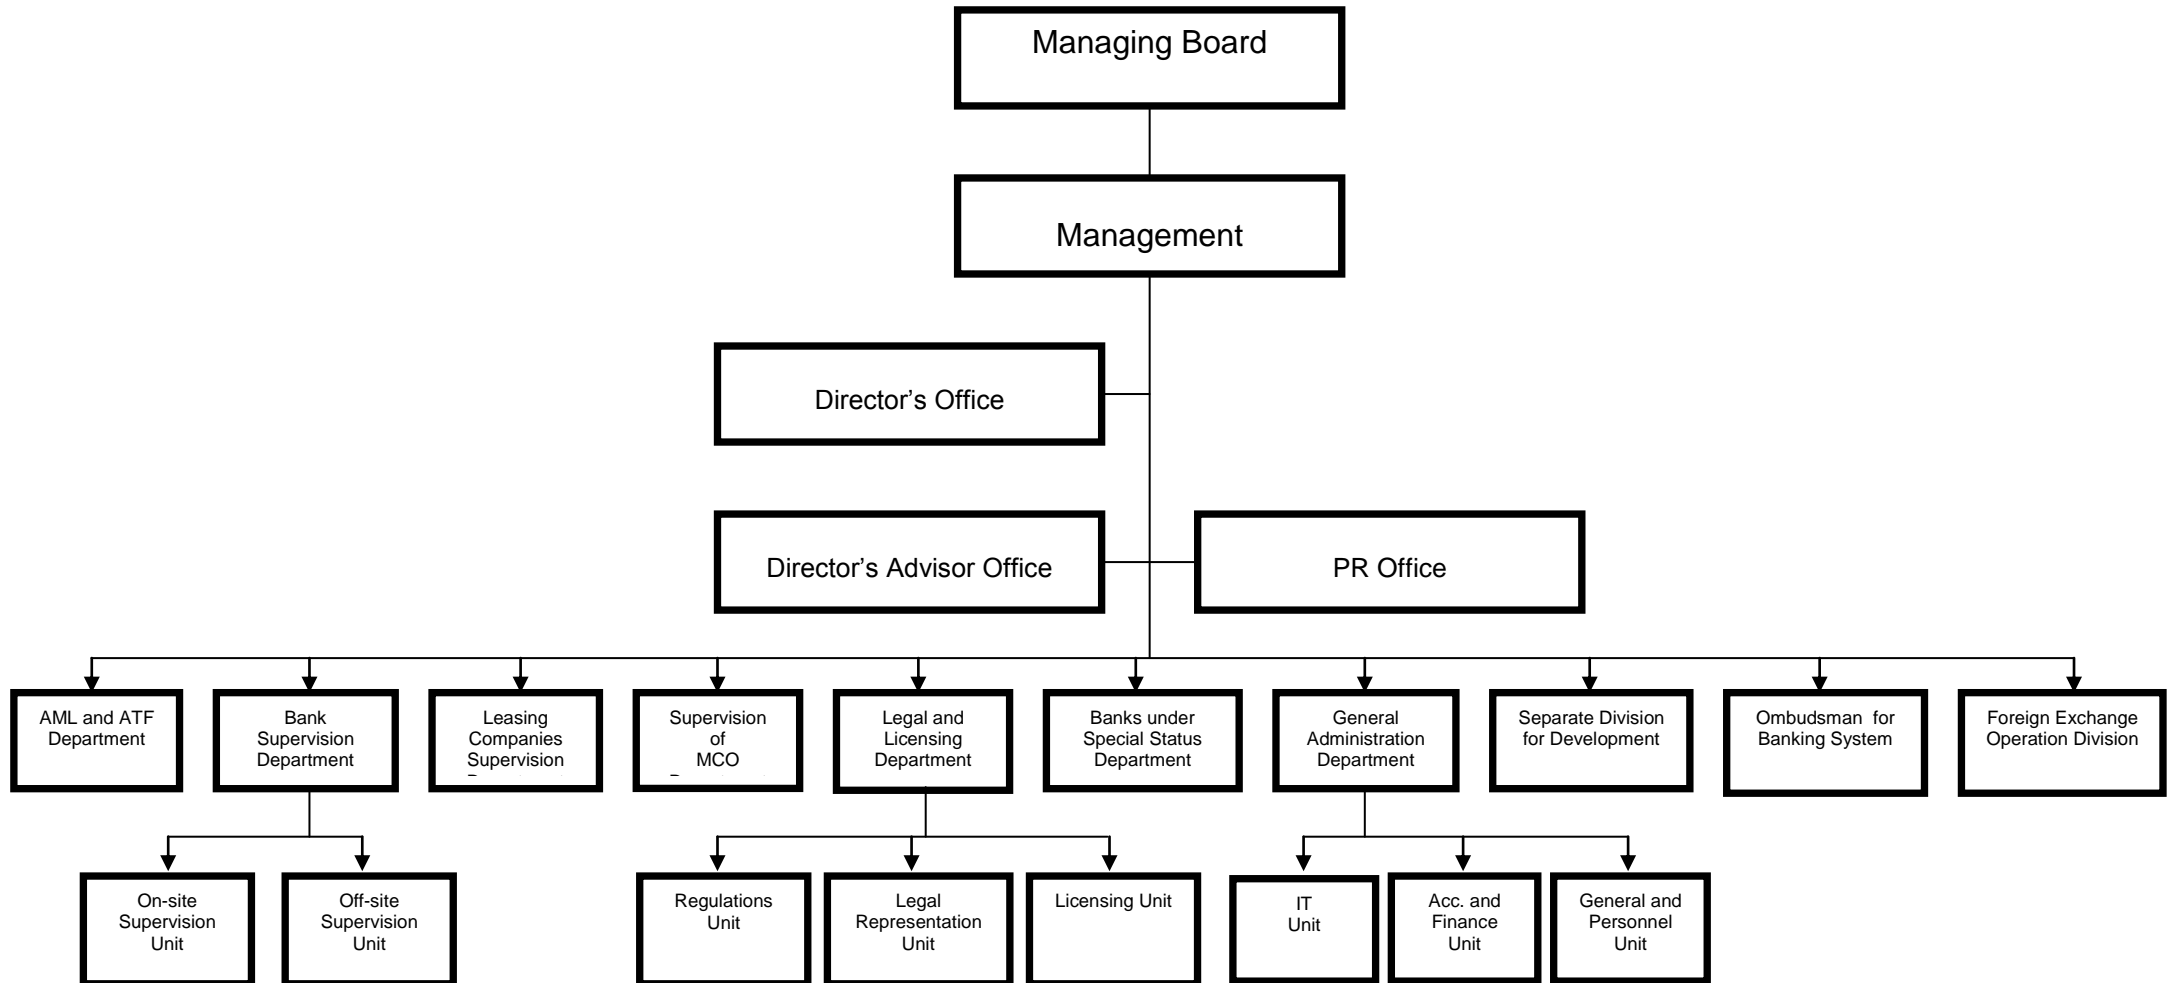 Managing Board
Management
Director’s Office
Director’s Advisor Office
PR Office
AML and ATF
Department
Bank
Supervision
Department
Leasing
Companies
Supervision
Supervision
of
MCO
Legal and
Licensing
Department
Banks under
Special Status
Department
General
Administration
Department
Separate Division
for Development
Ombudsman for
Banking System
Foreign Exchange
Operation Division
On-site
Supervision
Unit
Off-site
Supervision
Unit
Regulations
Unit
Legal
Representation
Unit
Licensing Unit
IT
Unit
Acc. and
Finance
Unit
General and
Personnel
Unit